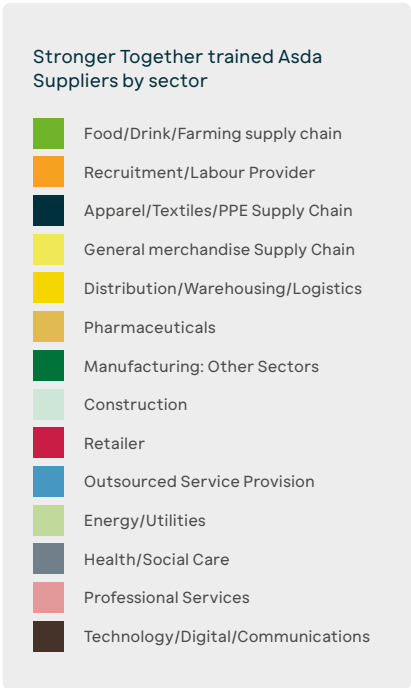 Stronger Together trained Asda
Suppliers by sector
Food/Drink/Farming supply chain
Recruitment/Labour Provider
Apparel/Textiles/PPE Supply Chain
General merchandise Supply Chain
Distribution/Warehousing/Logistics
Pharmaceuticals
Manufacturing: Other Sectors
Construction
Retailer
Outsourced Service Provision
Energy/Utilities
Health/Social Care
Professional Services
Technology/Digital/Communications